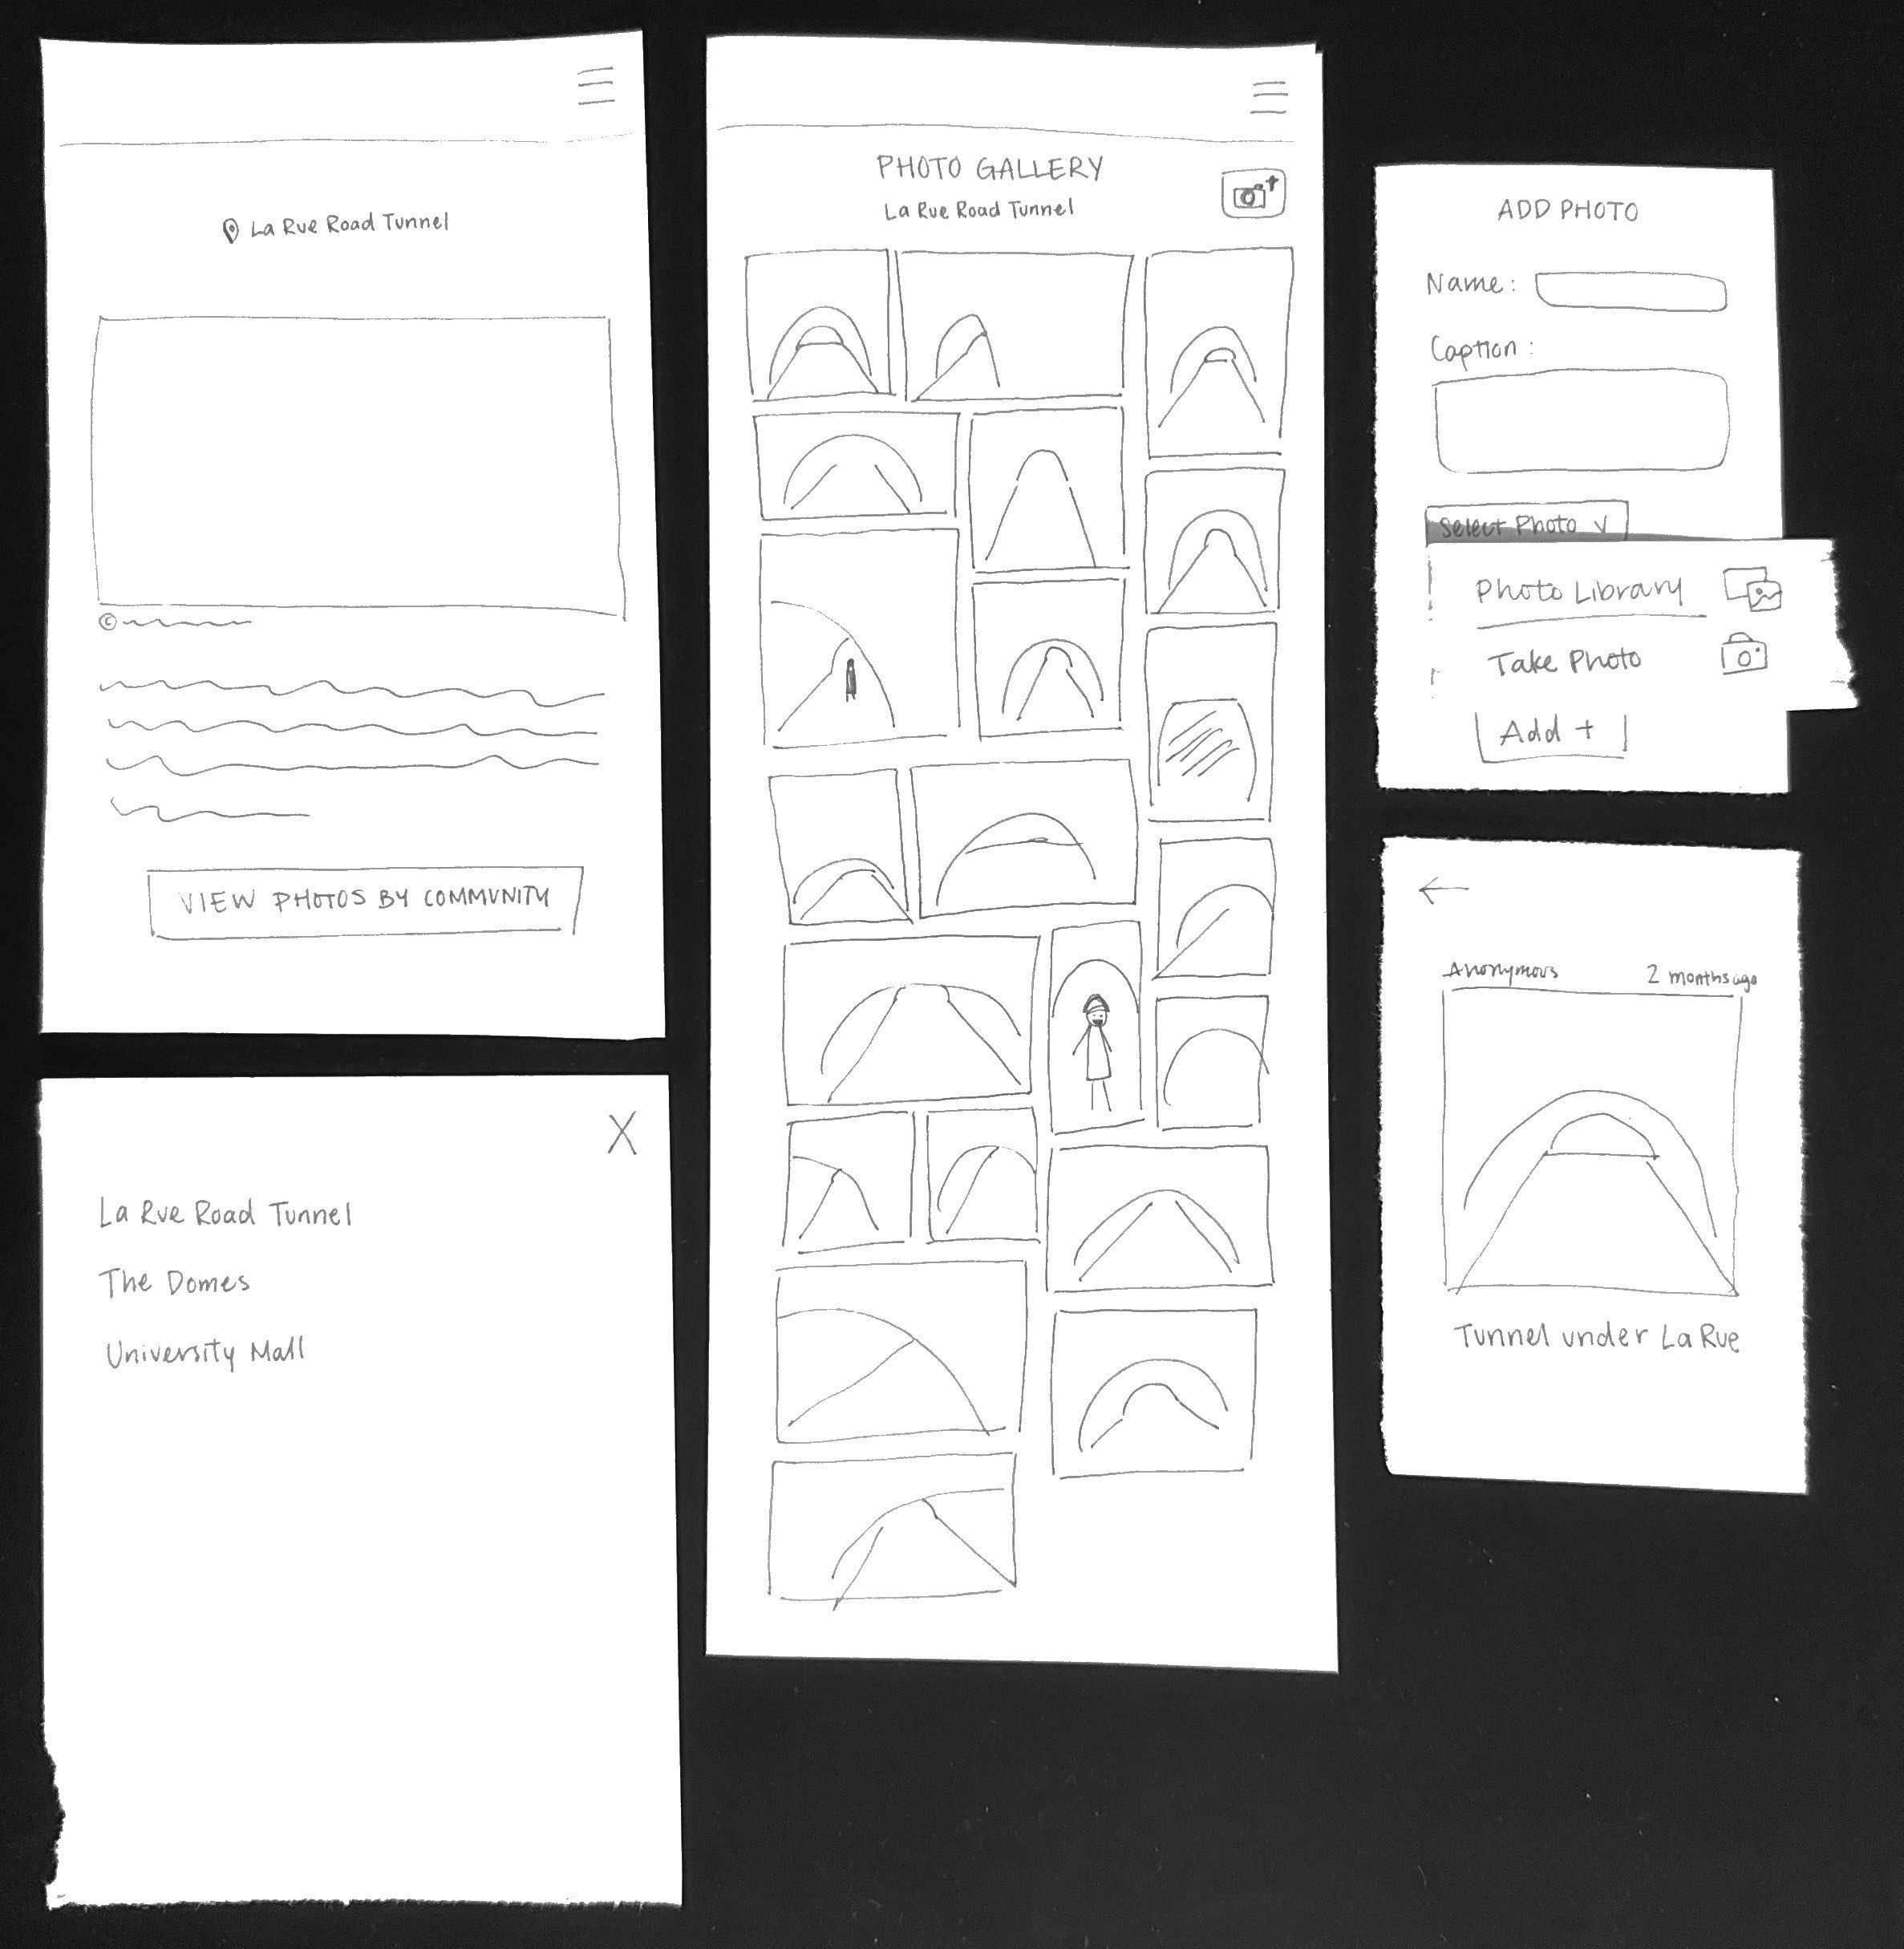 La Rue Road Tunnel
©
VIEW PHOTOS BY COMMUNITY
X
La Rue Road Tunnel
The Domes
University Mall
PHOTO GALLERY
La Rue Road Tunnel
ADD PHOTO
Name:
Caption:
Select Photo V
Photo Library
Take Photo
Add +
Anonymous 2 months ago
Tunnel under La Rue